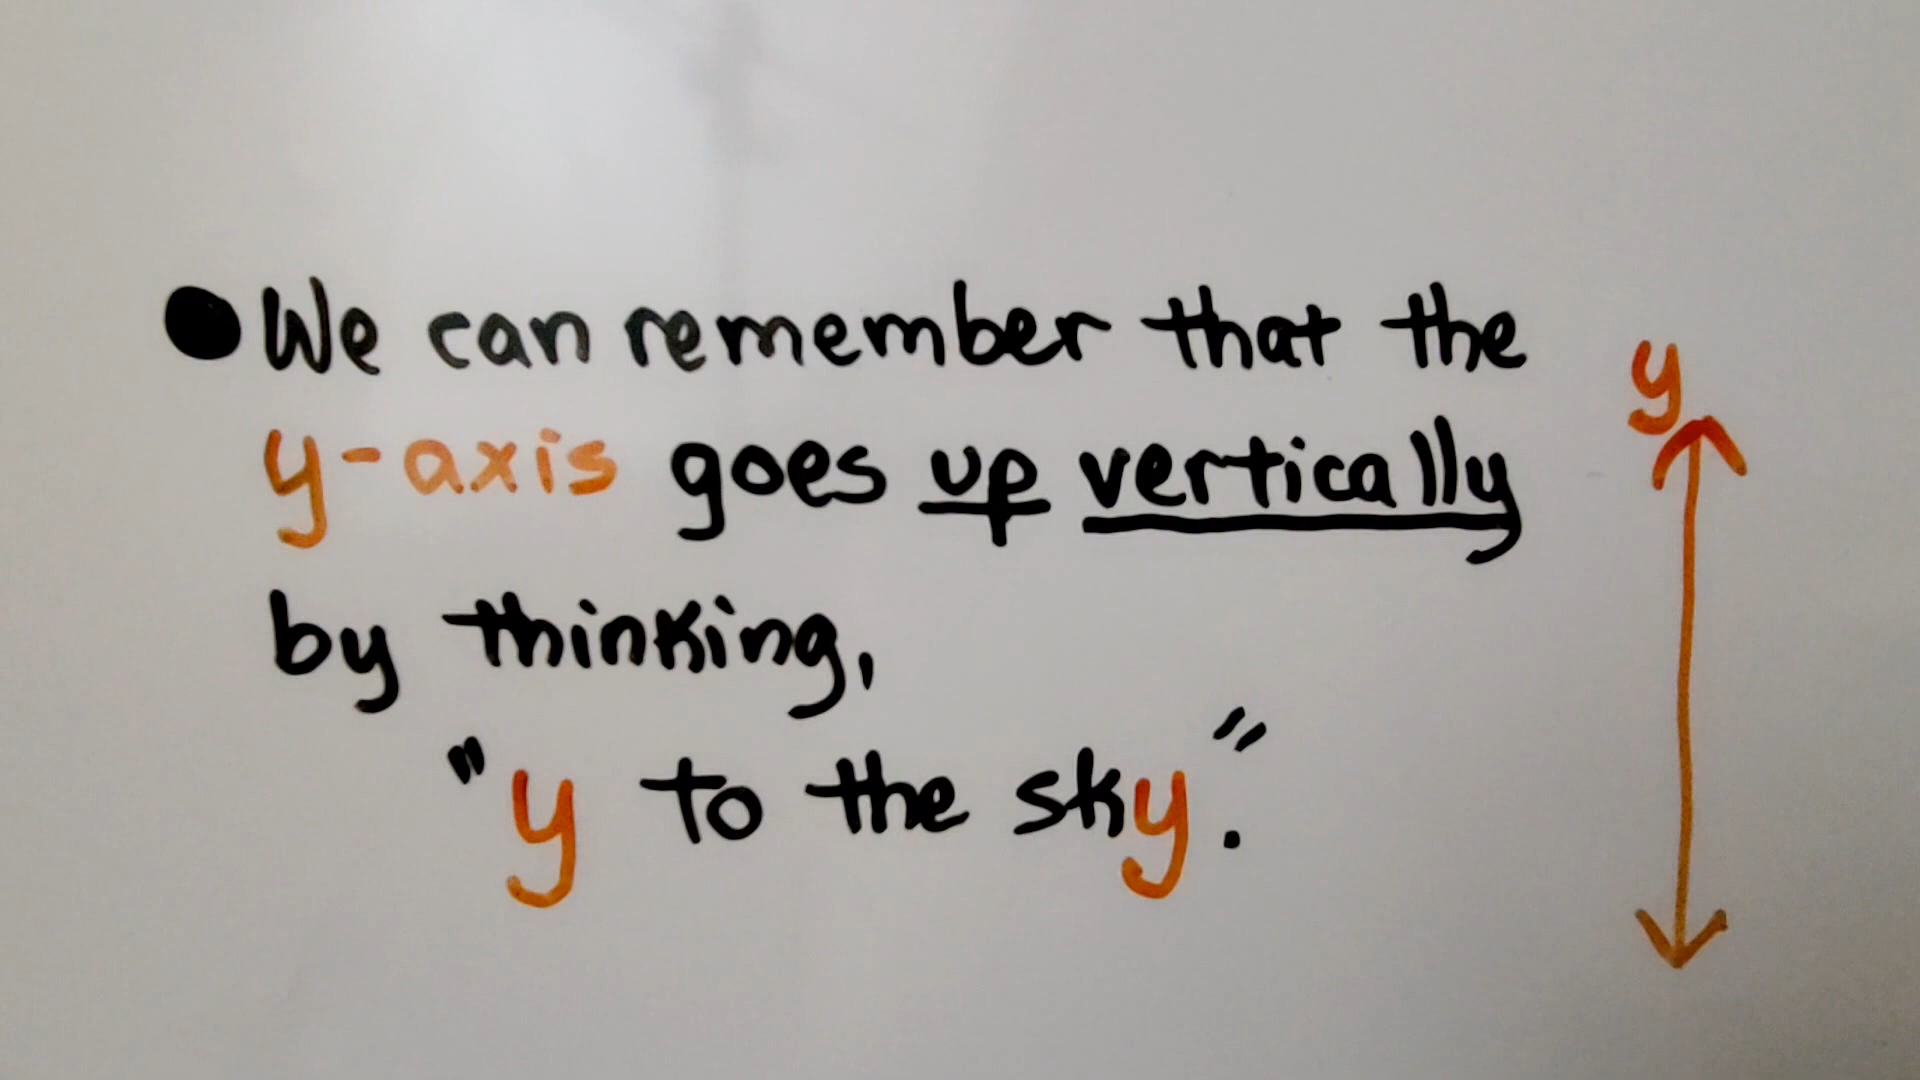 ● We can remember that the
y-axis goes up vertically
by thinking,
"y to the sky".
y